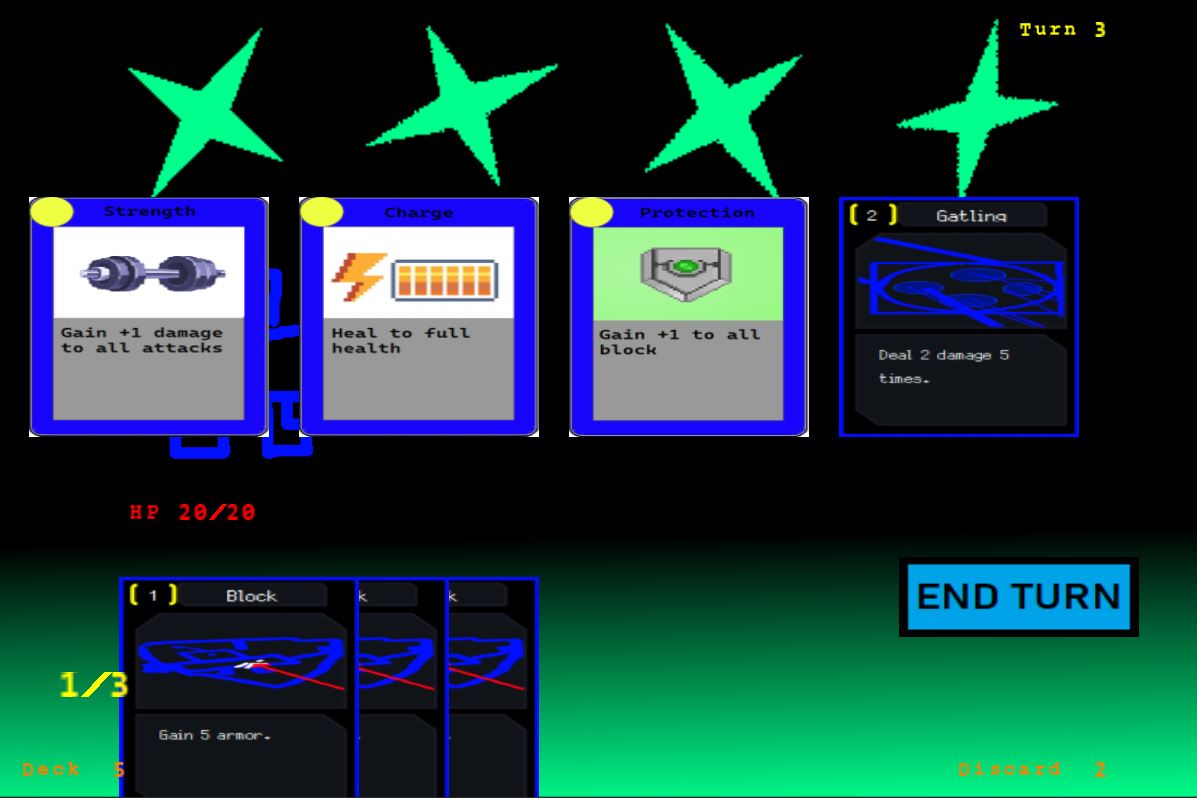 Turn 3
Strength
Charge
Protection
( 2 ) Gatling
Gain +1 damage
to all attacks
Heal to full
health
Gain +1 to all
block
Deal 2 damage 5
times.
HP 20/20
END TURN
( 1 ) Block
k
k
1/3
Gain 5 armor.
.
.
Deck 5
Discard 2